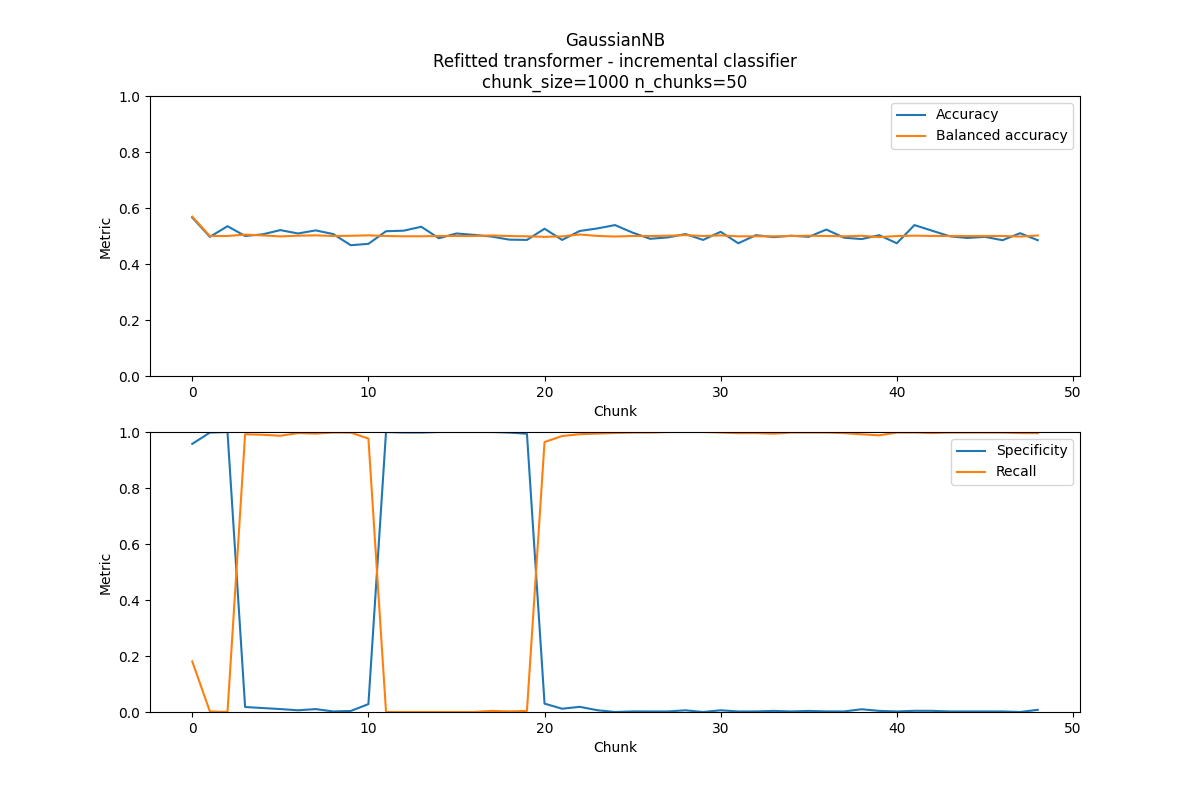 GaussianNB
Refitted transformer - incremental classifier
chunk_size=1000 n_chunks=50
1.0
0.8
0.6
0.4
0.2
0.0
Metric
Accuracy
Balanced accuracy
0 10 20 30 40 50
Chunk
1.0
0.8
0.6
0.4
0.2
0.0
Metric
Specificity
Recall
0 10 20 30 40 50
Chunk